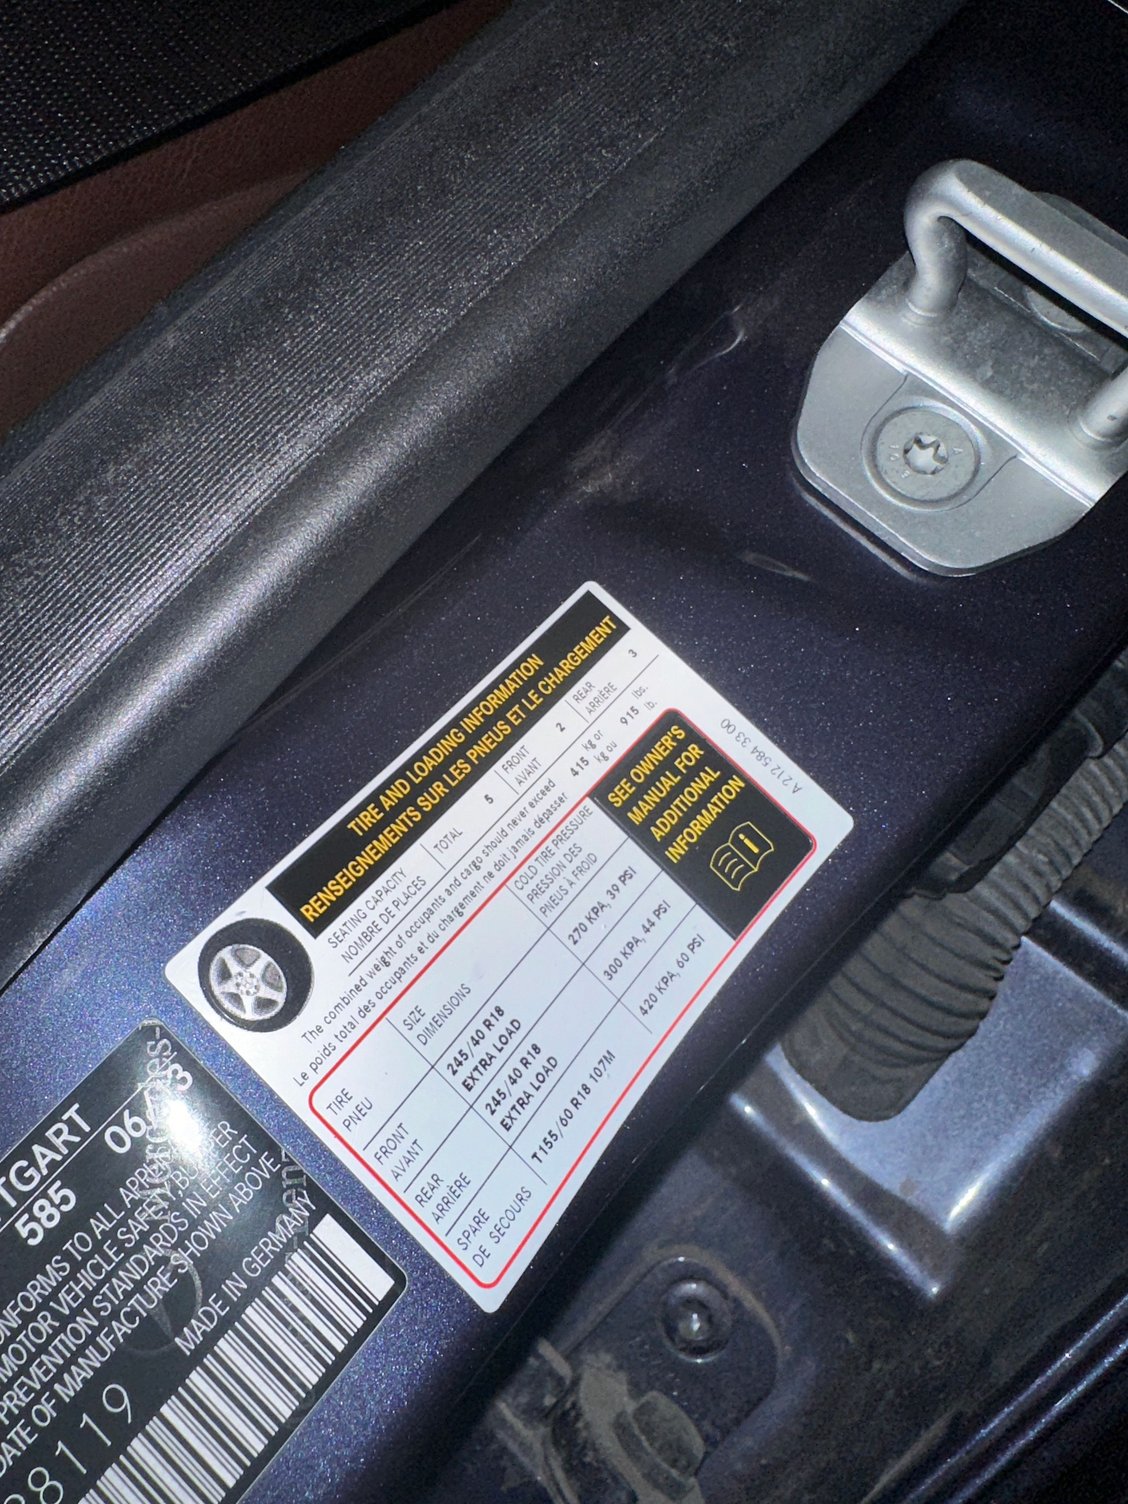 TIRE AND LOADING INFORMATION
RENSEIGNEMENTS SUR LES PNEUS ET LE CHARGEMENT
SEATING CAPACITY
NOMBRE DE PLACES
TOTAL 5
FRONT
AVANT 2
REAR
ARRIÈRE 3
The combined weight of occupants and cargo should never exceed 415 kg or 915 lbs.
Le poids total des occupants et du chargement ne doit jamais dépasser kg ou lb.
TIRE
PNEU
SIZE
DIMENSIONS
COLD TIRE PRESSURE
PRESSION DES
PNEUS À FROID
FRONT
AVANT
245/40 R18
EXTRA LOAD
270 KPA, 39 PSI
REAR
ARRIÈRE
245/40 R18
EXTRA LOAD
300 KPA, 44 PSI
SPARE
DE SECOURS
T155/60 R18 107M
420 KPA, 60 PSI
SEE OWNER'S
MANUAL FOR
ADDITIONAL
INFORMATION
A 212 584 33 00
TGART
585
CONFORMS TO ALL
MOTOR VEHICLE SAFETY,
PREVENTION STANDARDS IN EFFECT
DATE OF MANUFACTURE SHOWN ABOVE.
MADE IN GERMANY
8119